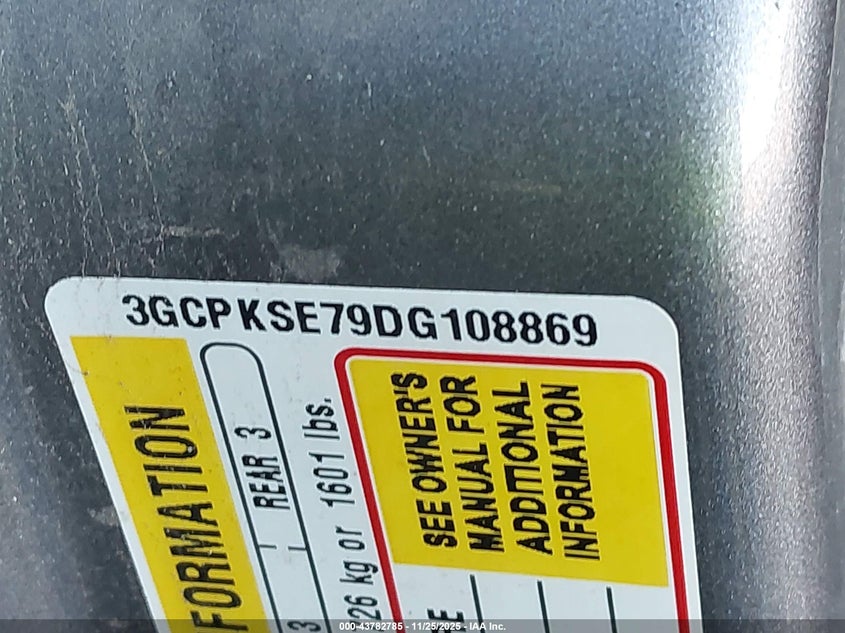 3GCPKSE79DG108869
FORMATION
REAR 3
3
26 kg or 1601 lbs.
SEE OWNER'S
MANUAL FOR
ADDITIONAL
INFORMATION
000-43782785 - 11/25/2025 - IAA Inc.